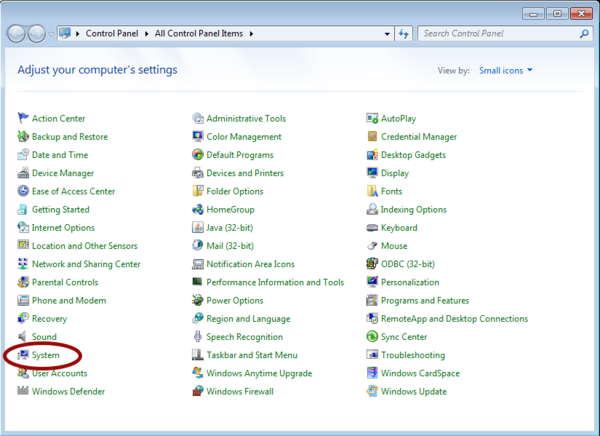 Control Panel All Control Panel Items Search Control Panel
Adjust your computer's settings View by: Small icons
Action Center Administrative Tools AutoPlay
Backup and Restore Color Management Credential Manager
Date and Time Default Programs Desktop Gadgets
Device Manager Devices and Printers Display
Ease of Access Center Folder Options Fonts
Getting Started HomeGroup Indexing Options
Internet Options Java (32-bit) Keyboard
Location and Other Sensors Mail (32-bit) Mouse
Network and Sharing Center Notification Area Icons ODBC (32-bit)
Parental Controls Performance Information and Tools Personalization
Phone and Modem Power Options Programs and Features
Recovery Region and Language RemoteApp and Desktop Connections
Sound Speech Recognition Sync Center
System Taskbar and Start Menu Troubleshooting
User Accounts Windows Anytime Upgrade Windows CardSpace
Windows Defender Windows Firewall Windows Update